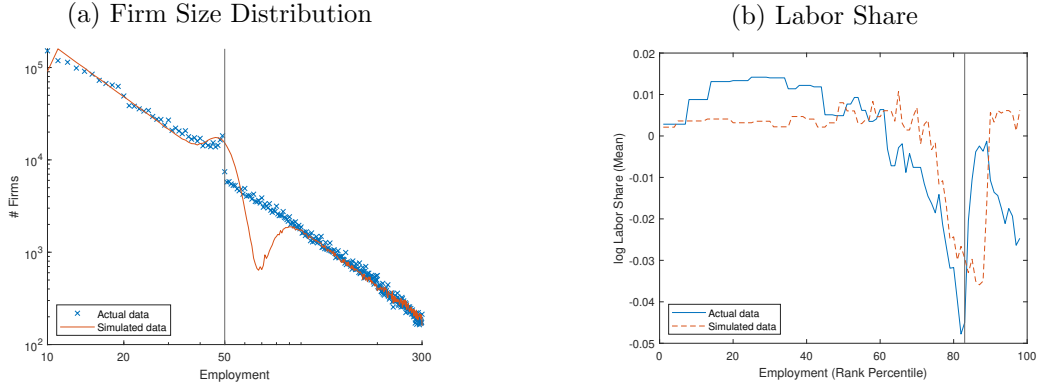 (a) Firm Size Distribution
10^5
10^4
10^3
10^2
# Firms
10
20
50
300
Employment
Actual data
Simulated data
(b) Labor Share
0.02
0.01
0
-0.01
-0.02
-0.03
-0.04
-0.05
log Labor Share (Mean)
0
20
40
60
80
100
Employment (Rank Percentile)
Actual data
Simulated data